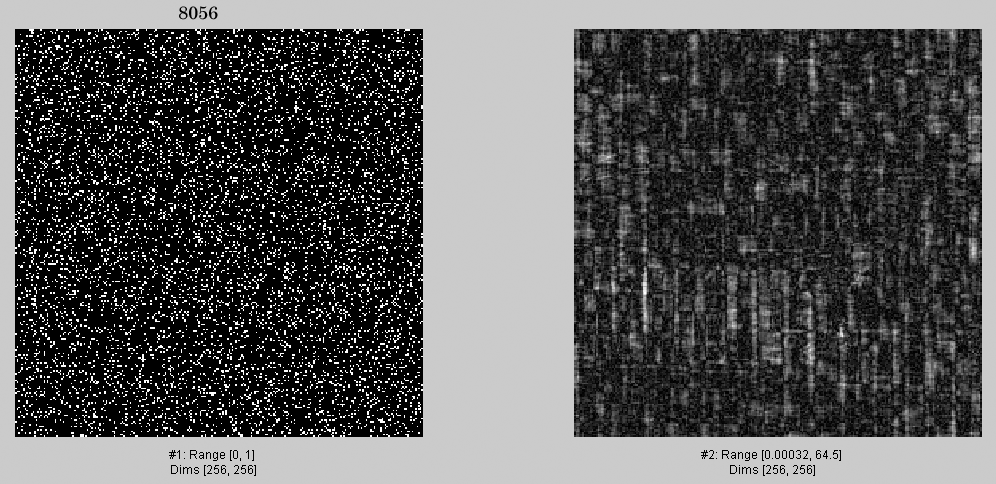 8056
#1: Range [0, 1]
Dims [256, 256]
#2: Range [0.00032, 64.5]
Dims [256, 256]